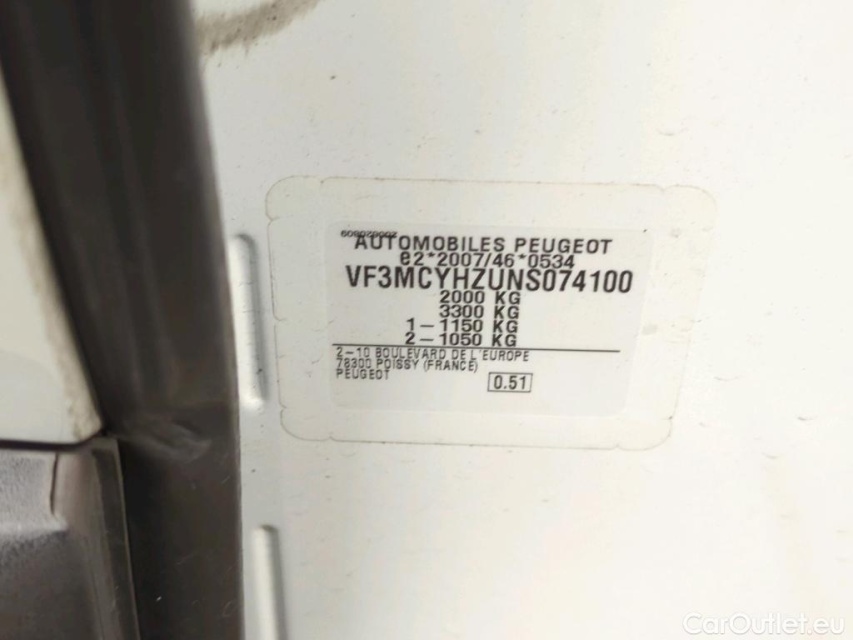 AUTOMOBILES PEUGEOT
e2*2007/46*0534
VF3MCYHZUNS074100
2000 KG
3300 KG
1-1150 KG
2-1050 KG
2-10 BOULEVARD DE L'EUROPE
78300 POISSY (FRANCE)
PEUGEOT
0.51
CarOutlet.eu